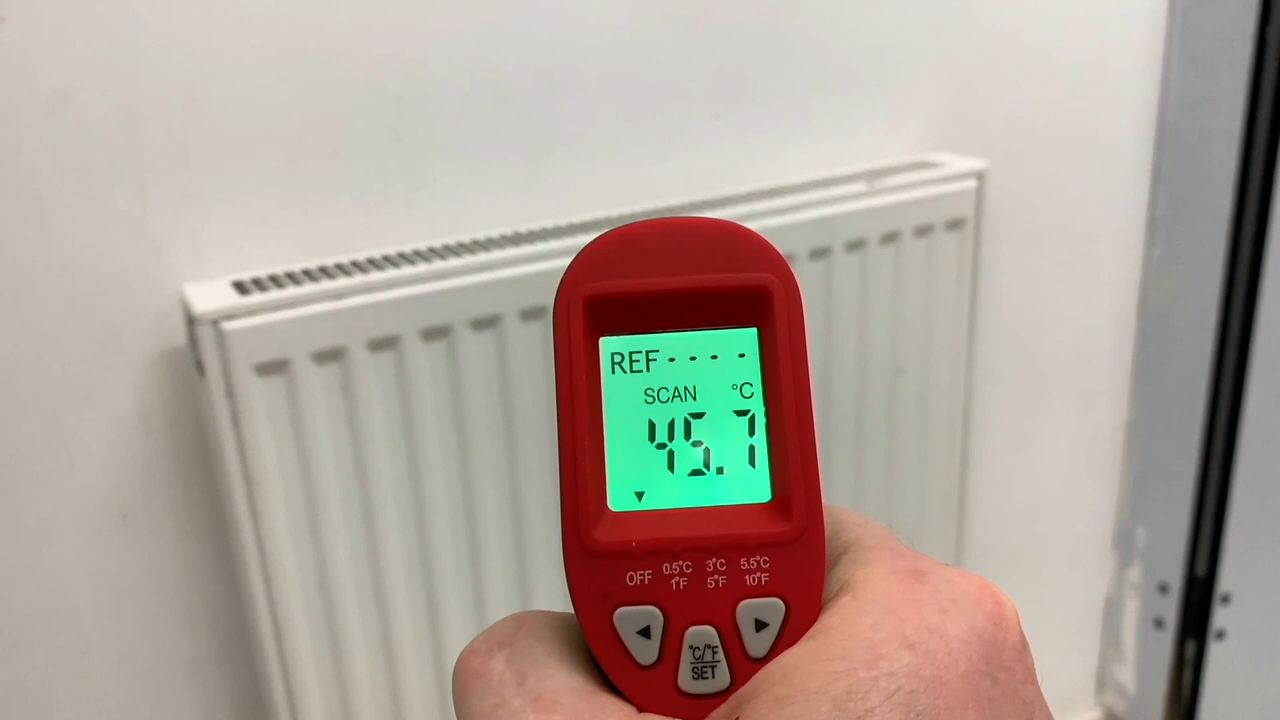 REF - - - -
SCAN °C
45.7
▼
OFF 0.5°C 3°C 5.5°C
1°F 5°F 10°F
◀ ▶
°C/°F
SET